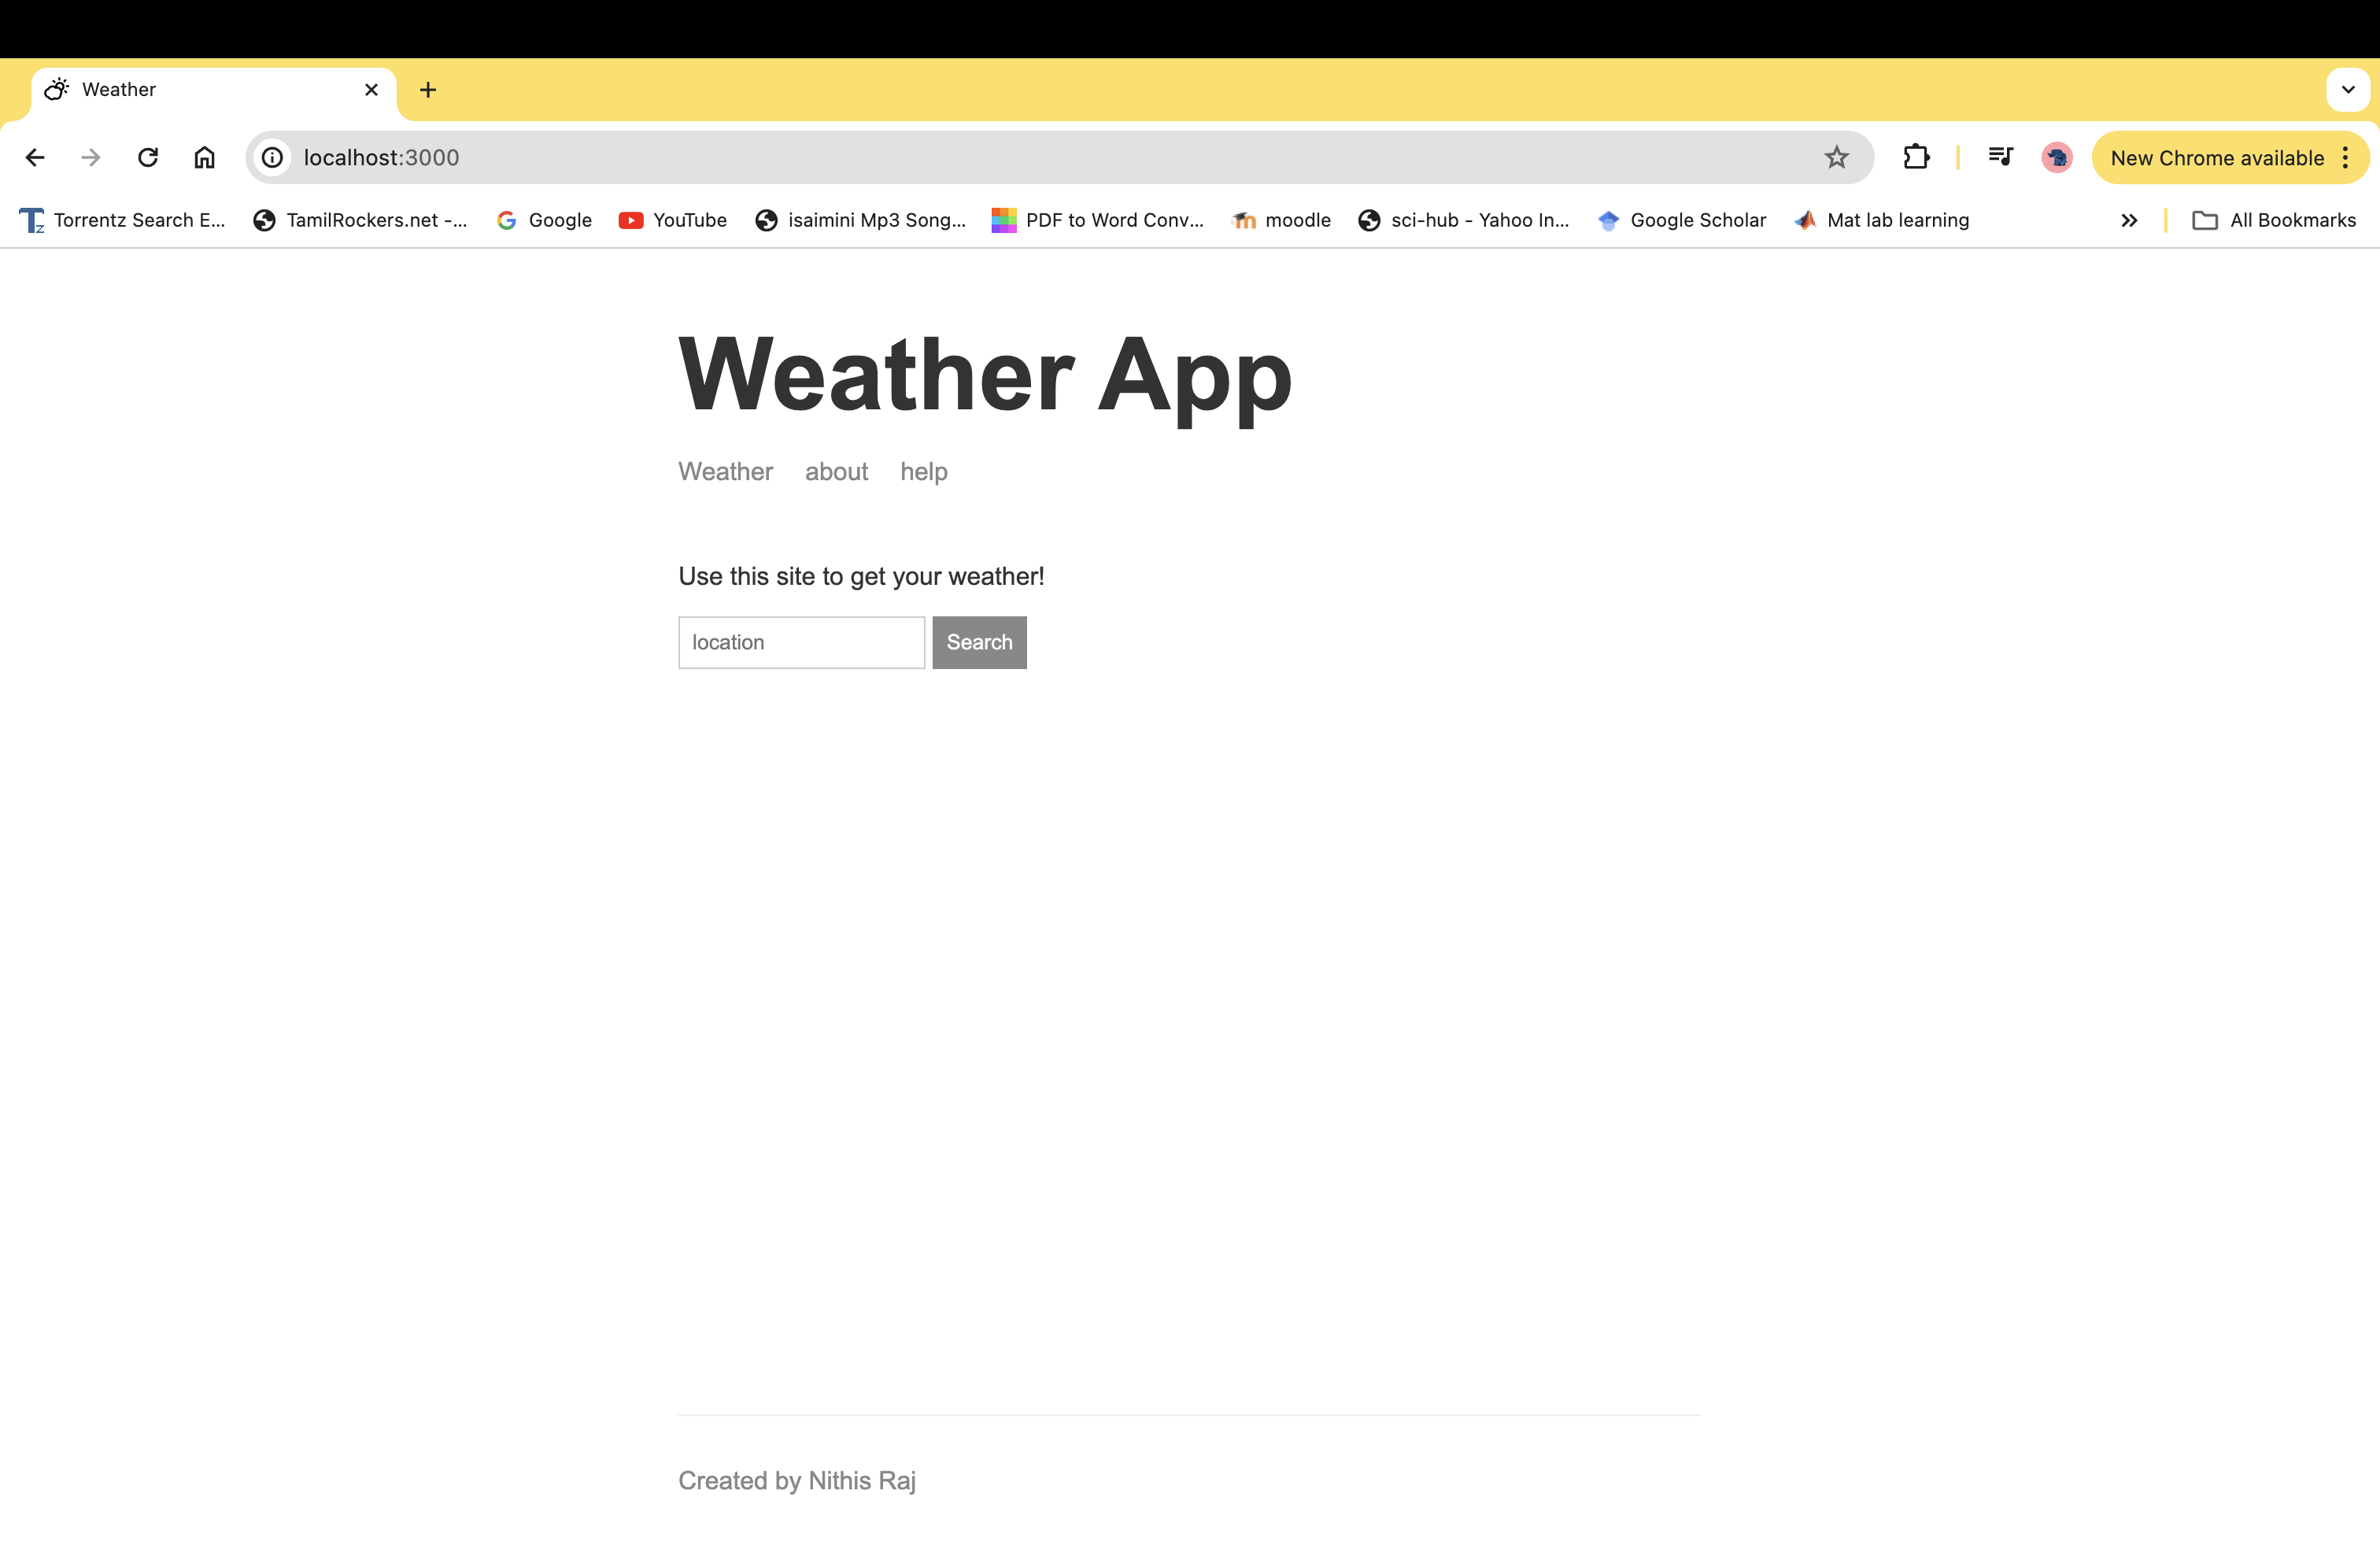 Weather
localhost:3000
New Chrome available
Torrentz Search E... TamilRockers.net -... Google YouTube isaimini Mp3 Song... PDF to Word Conv... moodle sci-hub - Yahoo In... Google Scholar Mat lab learning All Bookmarks
Weather App
Weather about help
Use this site to get your weather!
location Search
Created by Nithis Raj